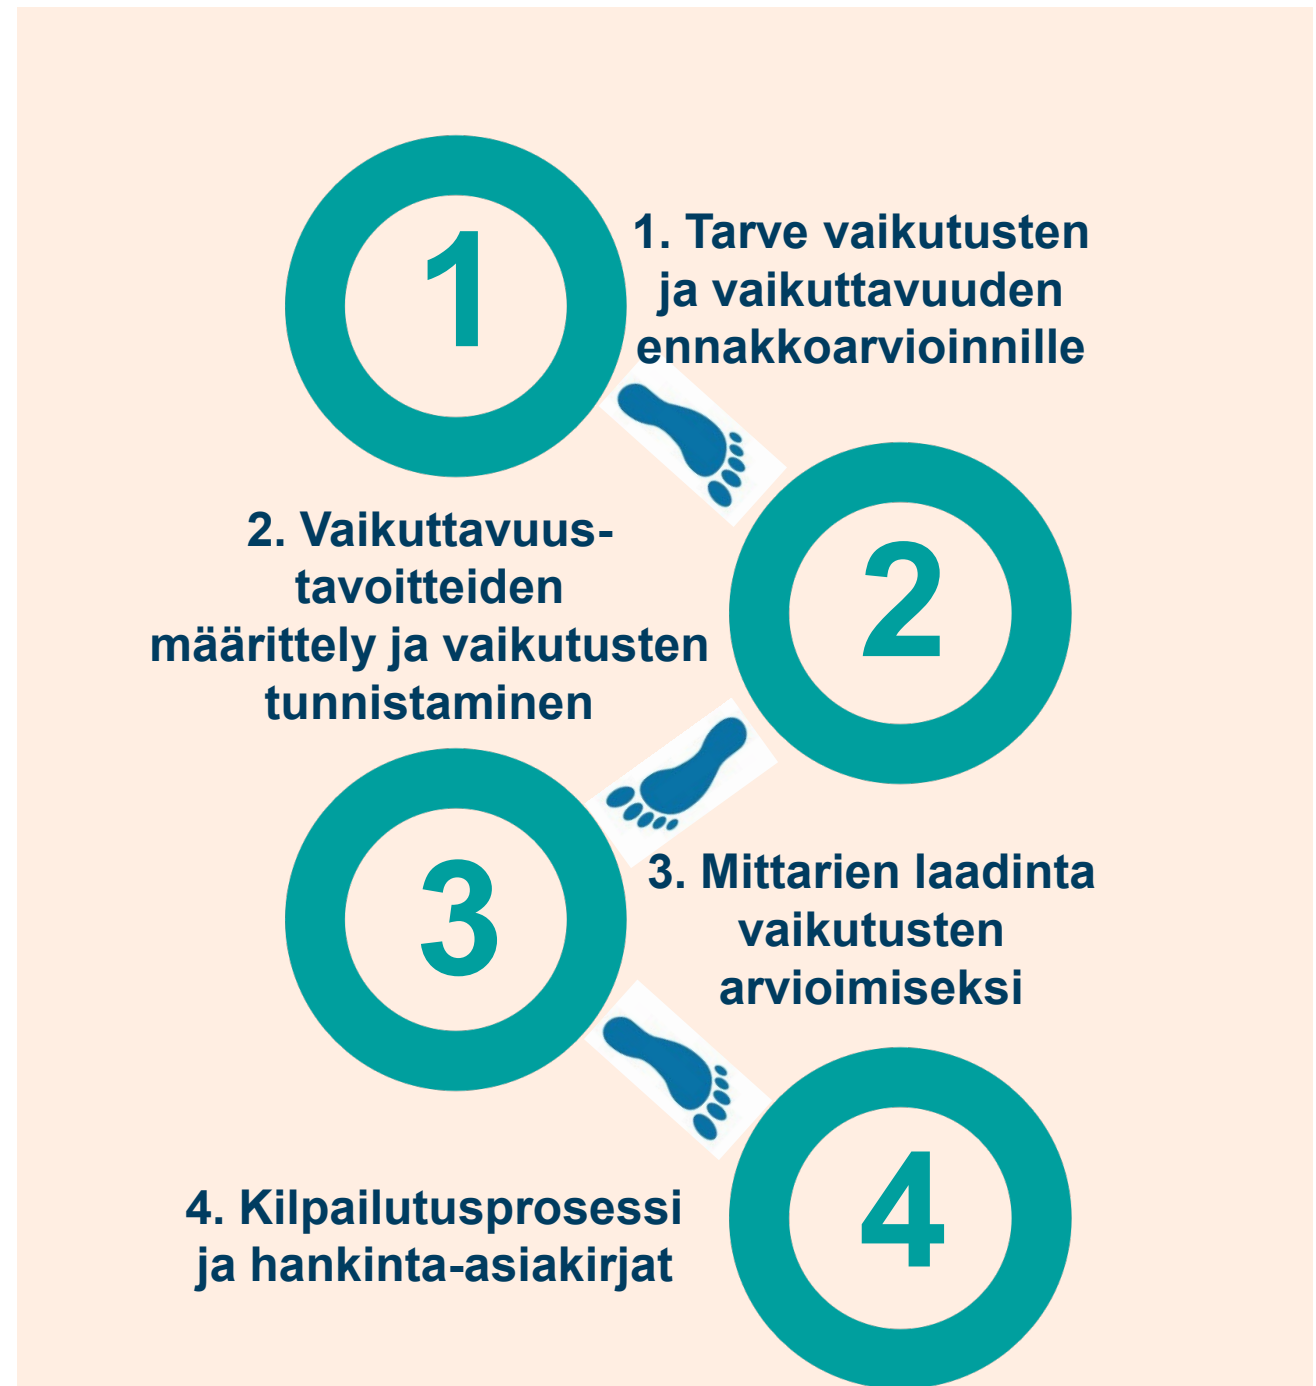 1
1. Tarve vaikutusten
ja vaikuttavuuden
ennakkoarvioinnille
2
2. Vaikuttavuus-
tavoitteiden
määrittely ja vaikutusten
tunnistaminen
3
3. Mittarien laadinta
vaikutusten
arvioimiseksi
4
4. Kilpailutusprosessi
ja hankinta-asiakirjat